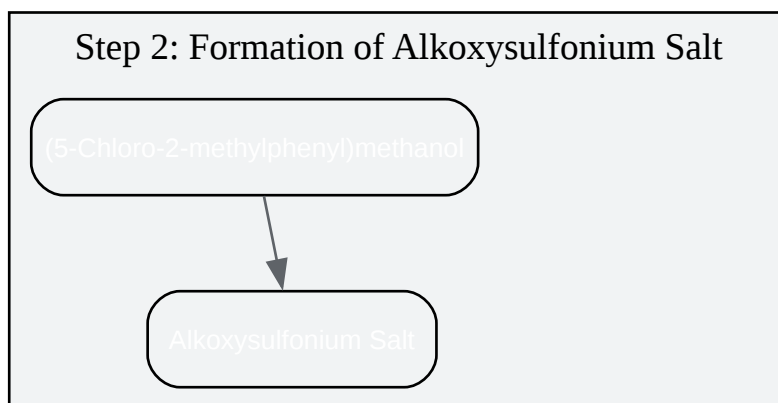 Step 2: Formation of Alkoxysulfonium Salt
(5-Chloro-2-methylphenyl)methanol
Alkoxysulfonium Salt